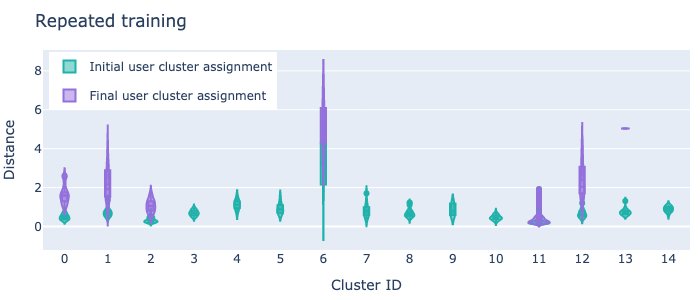 Repeated training
Initial user cluster assignment
Final user cluster assignment
Distance
8
6
4
2
0
0 1 2 3 4 5 6 7 8 9 10 11 12 13 14
Cluster ID